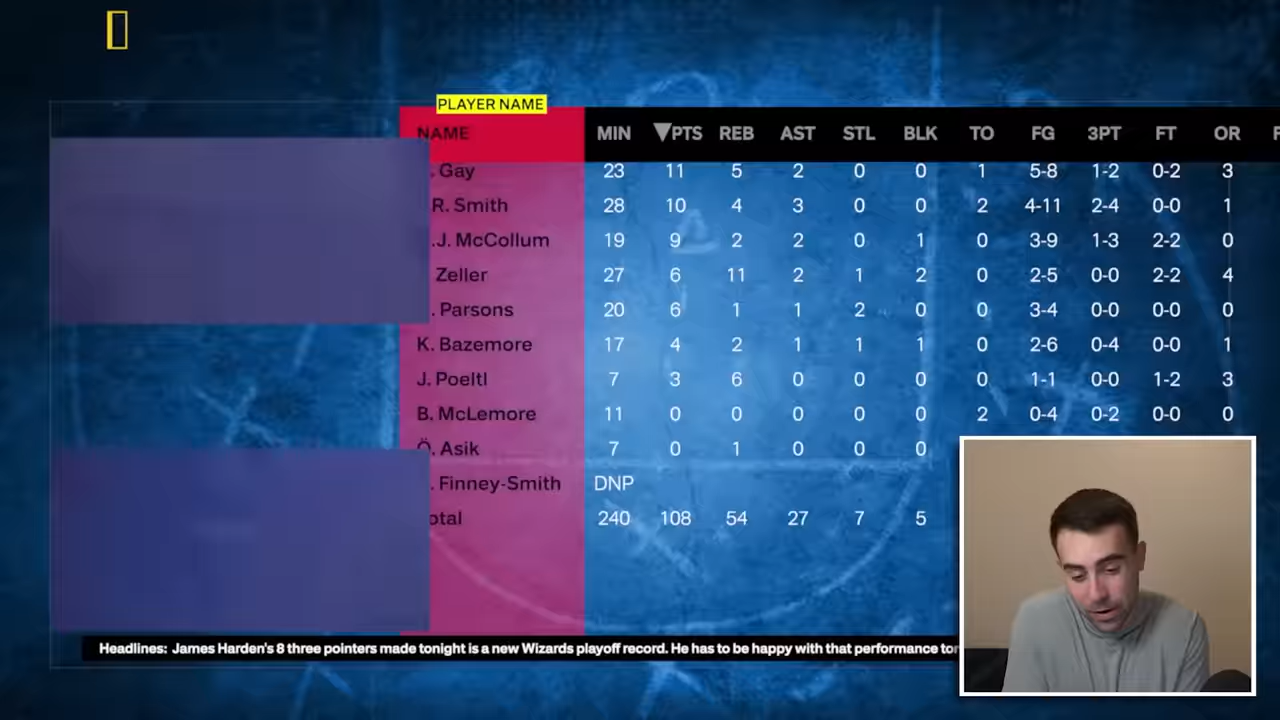 PLAYER NAME
NAME MIN ▼PTS REB AST STL BLK TO FG 3PT FT OR
. Gay 23 11 5 2 0 0 1 5-8 1-2 0-2 3
R. Smith 28 10 4 3 0 0 2 4-11 2-4 0-0 1
.J. McCollum 19 9 2 2 0 1 0 3-9 1-3 2-2 0
Zeller 27 6 11 2 1 2 0 2-5 0-0 2-2 4
. Parsons 20 6 1 1 2 0 0 3-4 0-0 0-0 0
K. Bazemore 17 4 2 1 1 1 0 2-6 0-4 0-0 1
J. Poeltl 7 3 6 0 0 0 0 1-1 0-0 1-2 3
B. McLemore 11 0 0 0 0 0 2 0-4 0-2 0-0 0
Ö. Asik 7 0 1 0 0 0
. Finney-Smith DNP
otal 240 108 54 27 7 5
Headlines: James Harden's 8 three pointers made tonight is a new Wizards playoff record. He has to be happy with that performance ton